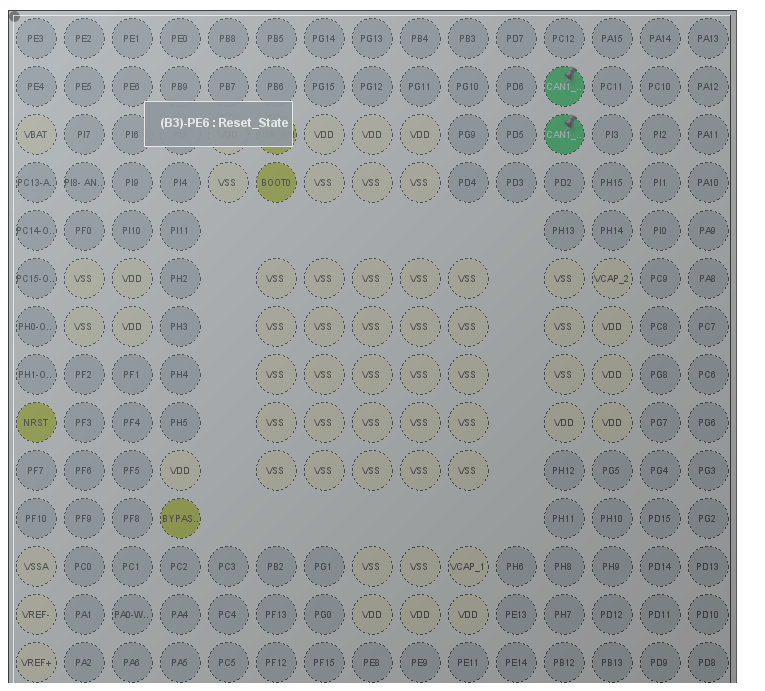 PE3 PE2 PE1 PE0 PB8 PB5 PG14 PG13 PB4 PB3 PD7 PC12 PA15 PA14 PA13
PE4 PE5 PE6 PB9 PB7 PB6 PG15 PG12 PG11 PG10 PD6 CAN1_.. PC11 PC10 PA12
(B3)-PE6 : Reset_State
VBAT PI7 PI6 VDD VDD VDD PG9 PD5 CAN1_.. PI3 PI2 PA11
PC13-A.. PI8- AN.. PI9 PI4 VSS BOOT0 VSS VSS VSS PD4 PD3 PD2 PH15 PI1 PA10
PC14-O.. PF0 PI10 PI11 PH13 PH14 PI0 PA9
PC15-O.. VSS VDD PH2 VSS VSS VSS VSS VSS VSS VCAP_2 PC9 PA8
PH0-O.. VSS VDD PH3 VSS VSS VSS VSS VSS VSS VDD PC8 PC7
PH1-O.. PF2 PF1 PH4 VSS VSS VSS VSS VSS VSS VDD PG8 PC6
NRST PF3 PF4 PH5 VSS VSS VSS VSS VSS VDD VDD PG7 PG6
PF7 PF6 PF5 VDD VSS VSS VSS VSS VSS PH12 PG5 PG4 PG3
PF10 PF9 PF8 BYPAS.. PH11 PH10 PD15 PG2
VSSA PC0 PC1 PC2 PC3 PB2 PG1 VSS VSS VCAP_1 PH6 PH8 PH9 PD14 PD13
VREF- PA1 PA0-W.. PA4 PC4 PF13 PG0 VDD VDD VDD PE13 PH7 PD12 PD11 PD10
VREF+ PA2 PA6 PA5 PC5 PF12 PF15 PE8 PE9 PE11 PE14 PB12 PB13 PD9 PD8